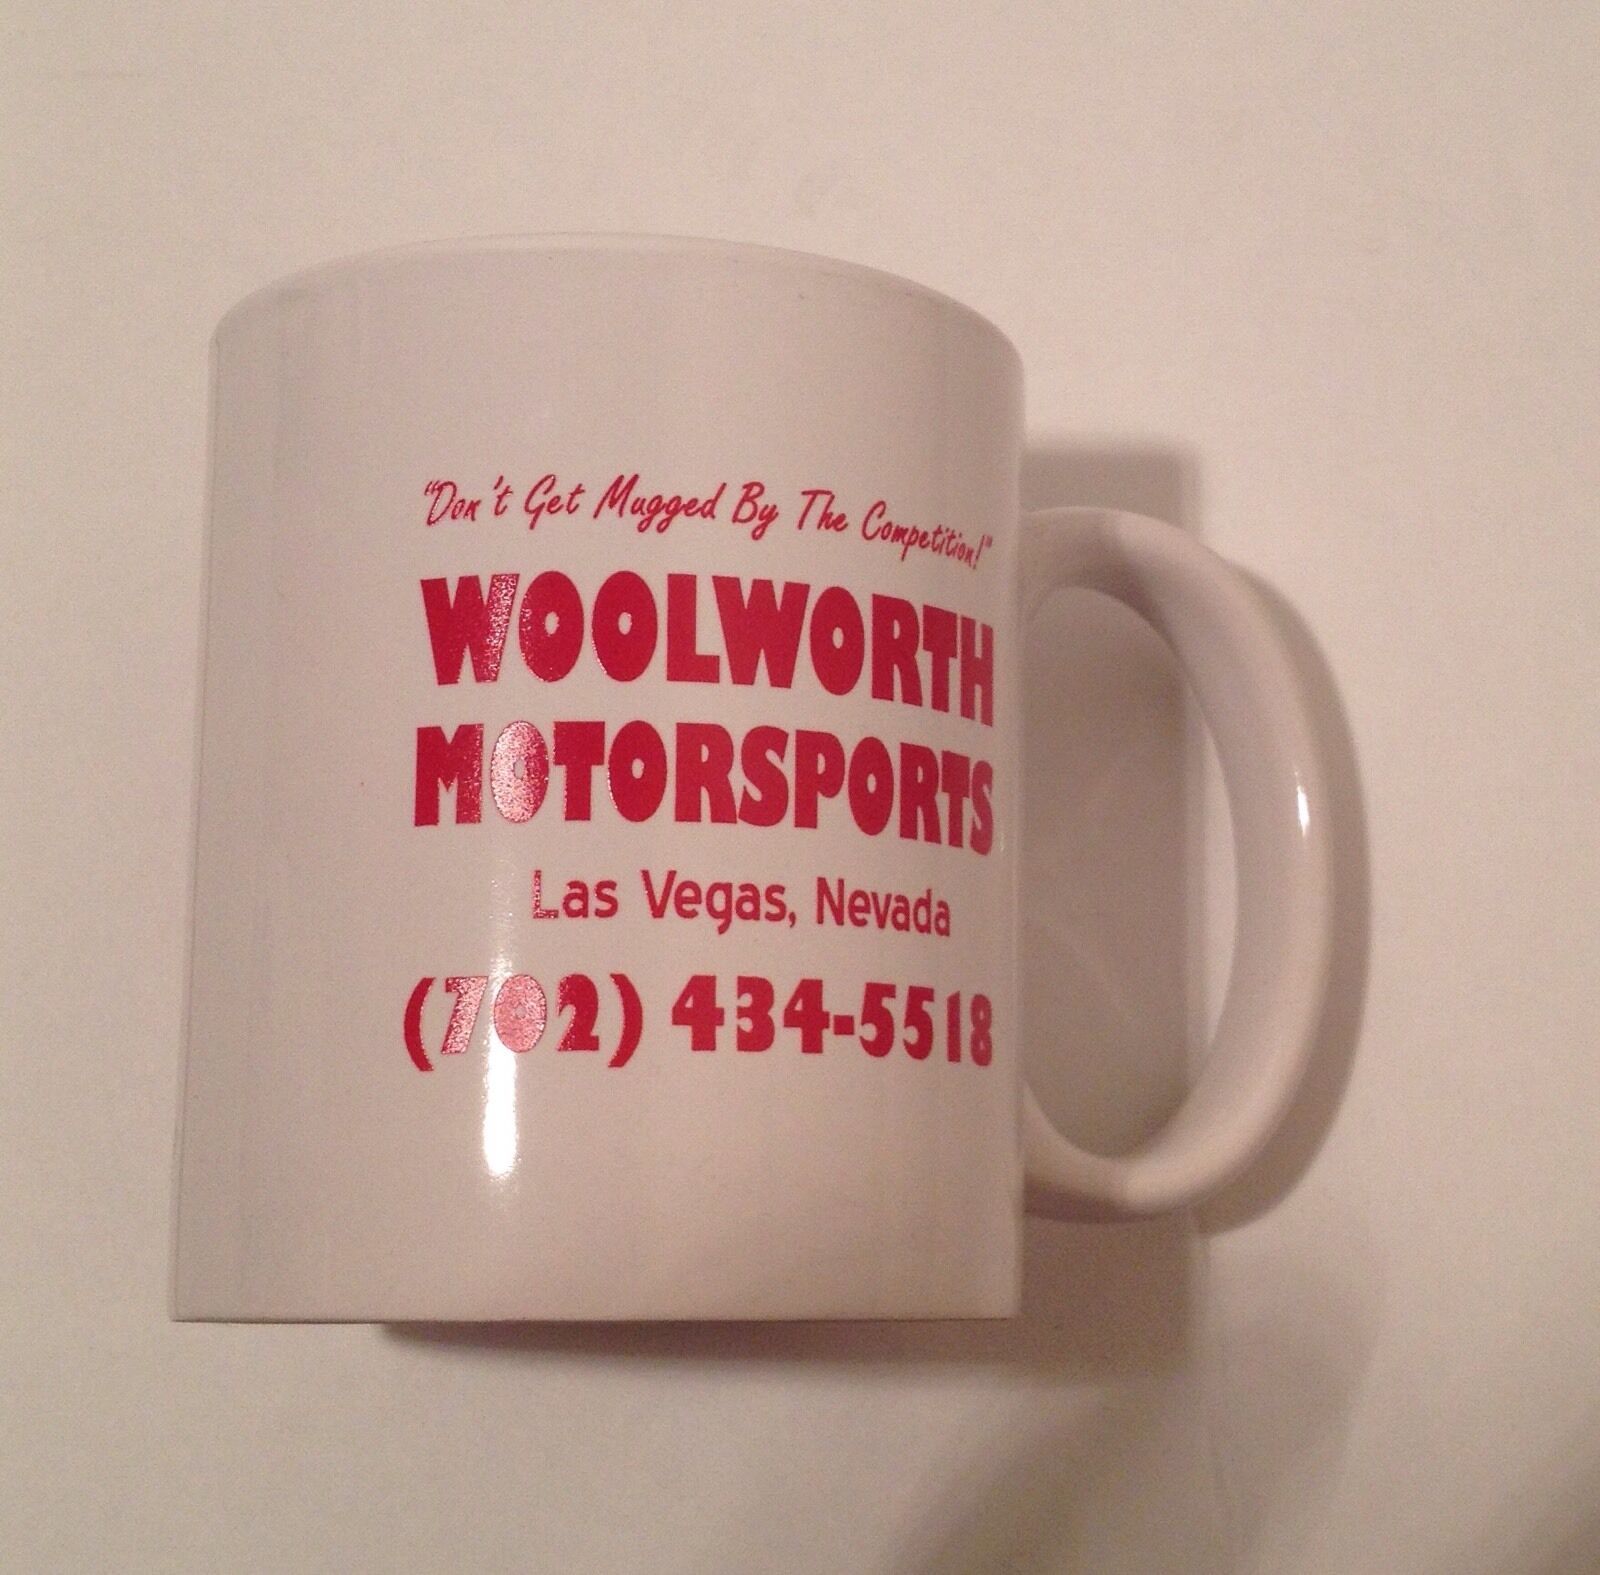 "Don't Get Mugged By The Competition!"
WOOLWORTH
MOTORSPORTS
Las Vegas, Nevada
(702) 434-5518